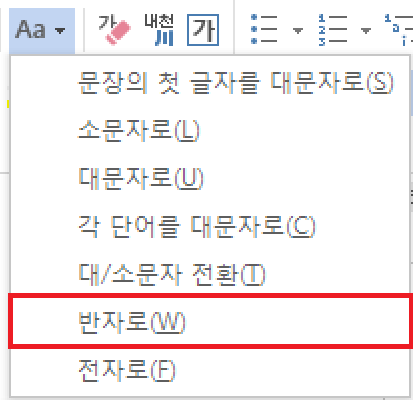 Aa 가 내천 川 가
문장의 첫 글자를 대문자로(S)
소문자로(L)
대문자로(U)
각 단어를 대문자로(C)
대/소문자 전환(T)
반자로(W)
전자로(F)